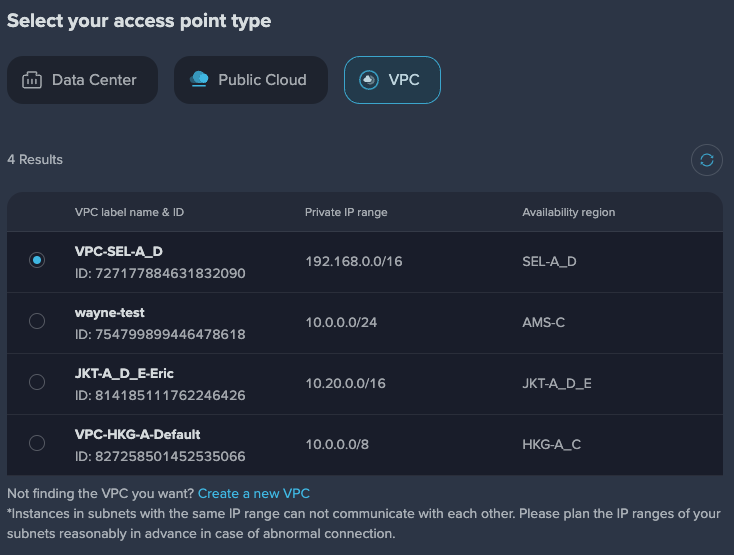 Select your access point type
Data Center
Public Cloud
VPC
4 Results
VPC label name & ID Private IP range Availability region
VPC-SEL-A_D
ID: 727177884631832090 192.168.0.0/16 SEL-A_D
wayne-test
ID: 754799899446478618 10.0.0.0/24 AMS-C
JKT-A_D_E-Eric
ID: 814185111762246426 10.20.0.0/16 JKT-A_D_E
VPC-HKG-A-Default
ID: 827258501452535066 10.0.0.0/8 HKG-A_C
Not finding the VPC you want? Create a new VPC
*Instances in subnets with the same IP range can not communicate with each other. Please plan the IP ranges of your
subnets reasonably in advance in case of abnormal connection.